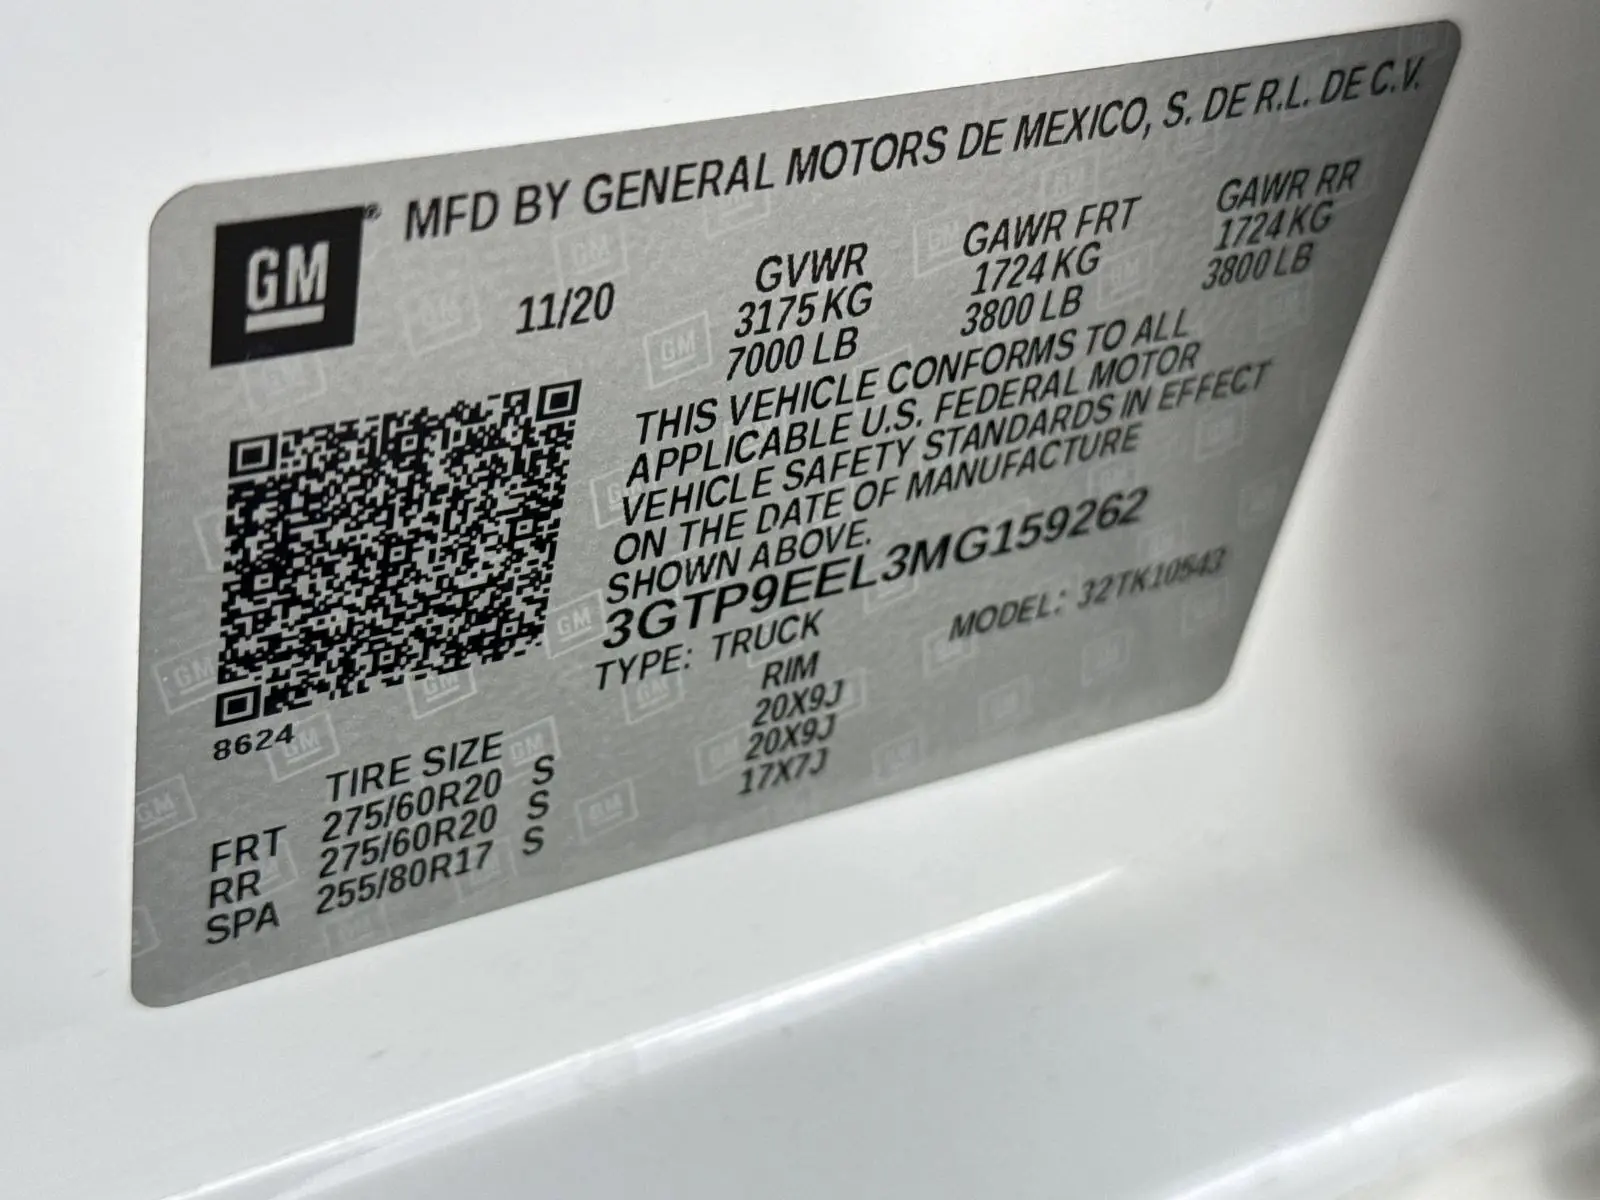 GM ® MFD BY GENERAL MOTORS DE MEXICO, S. DE R.L. DE C.V.
11/20
GVWR GAWR FRT GAWR RR
3175 KG 1724 KG 1724 KG
7000 LB 3800 LB 3800 LB
THIS VEHICLE CONFORMS TO ALL
APPLICABLE U.S. FEDERAL MOTOR
VEHICLE SAFETY STANDARDS IN EFFECT
ON THE DATE OF MANUFACTURE
SHOWN ABOVE.
3GTP9EEL3MG159262
TYPE: TRUCK MODEL: 32TK10543
8624
TIRE SIZE RIM
FRT 275/60R20 S 20X9J
RR 275/60R20 S 20X9J
SPA 255/80R17 S 17X7J